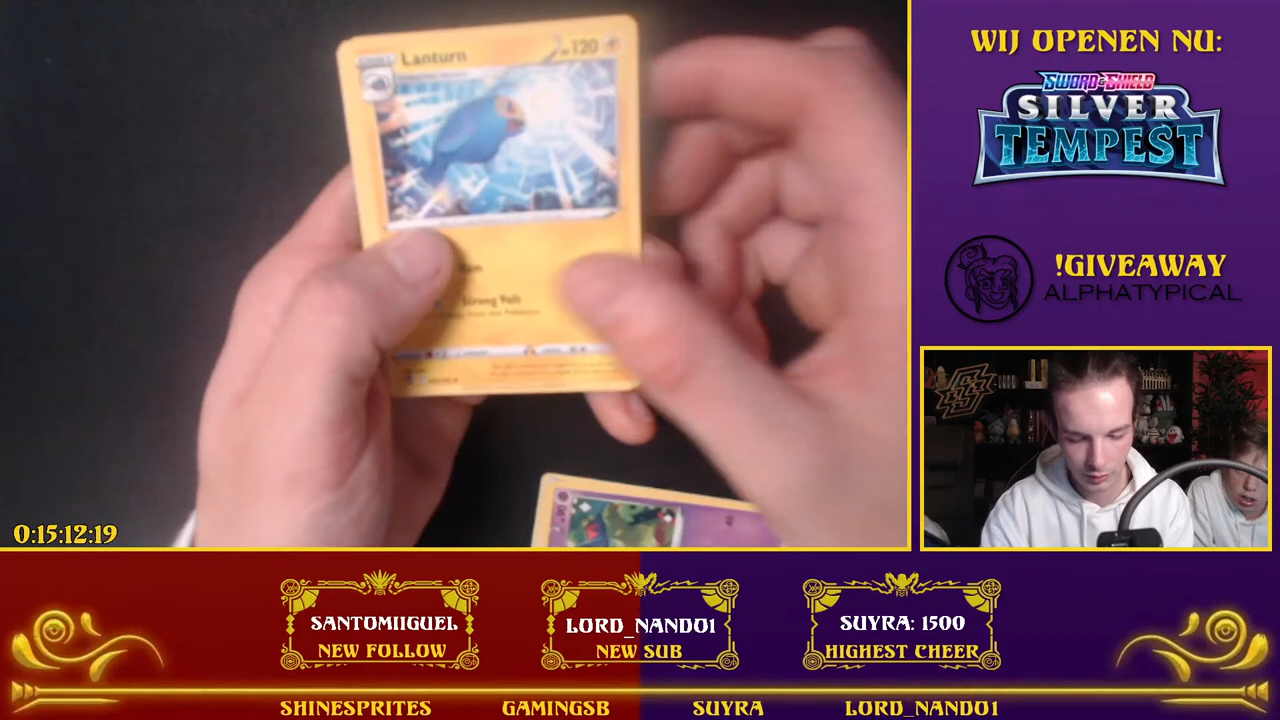 Lanturn
120
Strong Volt
WIJ OPENEN NU:
SWORD & SHIELD
SILVER
TEMPEST
!GIVEAWAY
ALPHATYPICAL
0:15:12:19
SANTOMIIGUEL
NEW FOLLOW
LORD_NANDO1
NEW SUB
SUYRA: 1500
HIGHEST CHEER
SHINESPRITES GAMINGSB SUYRA LORD_NANDO1